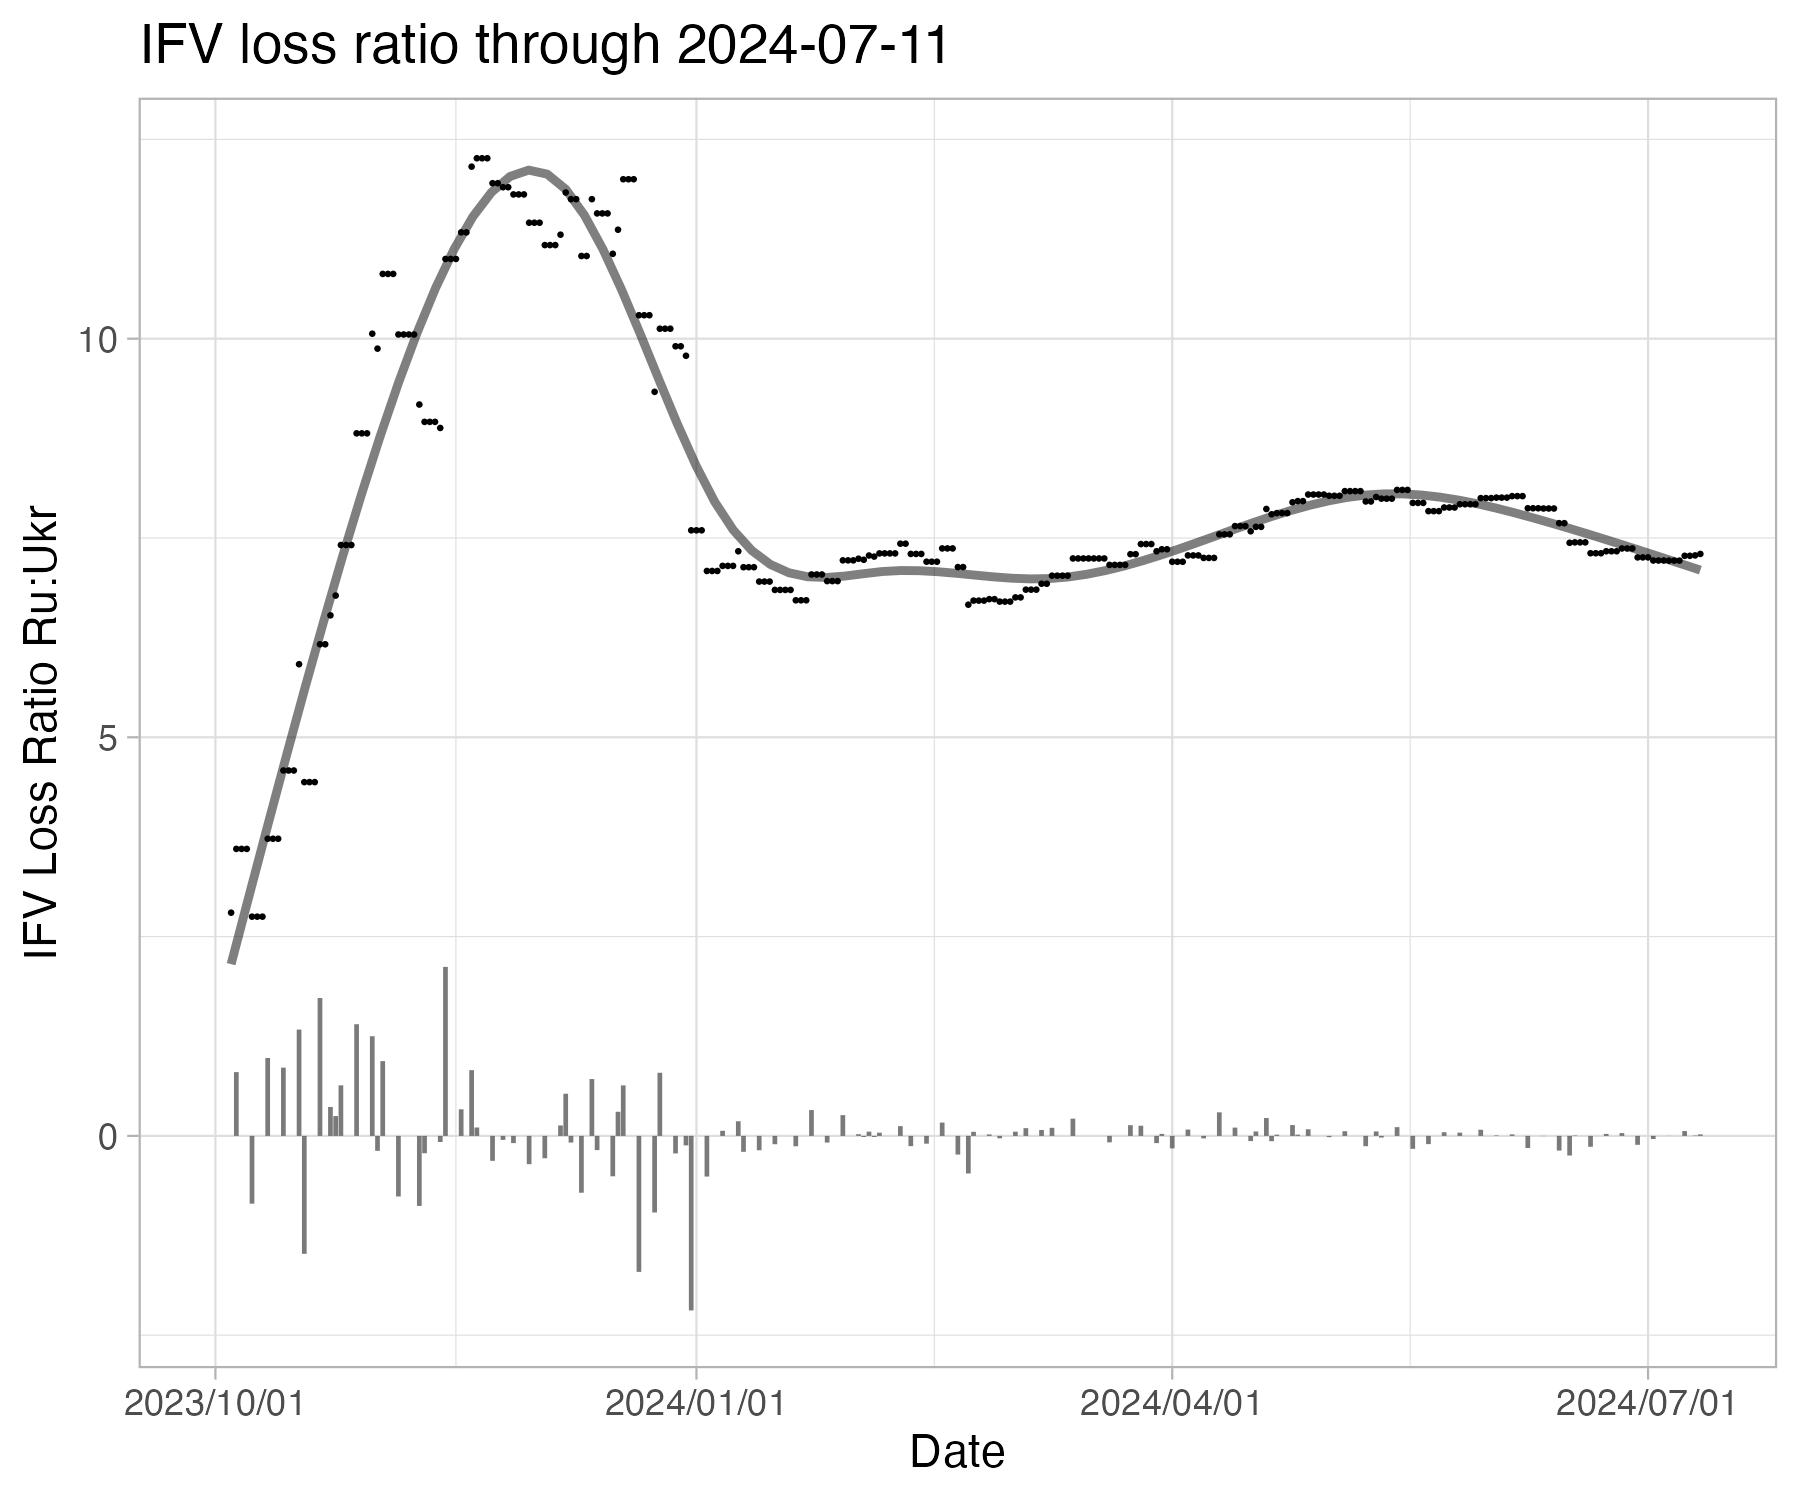 IFV loss ratio through 2024-07-11
IFV Loss Ratio Ru:Ukr
10
5
0
2023/10/01
2024/01/01
2024/04/01
2024/07/01
Date